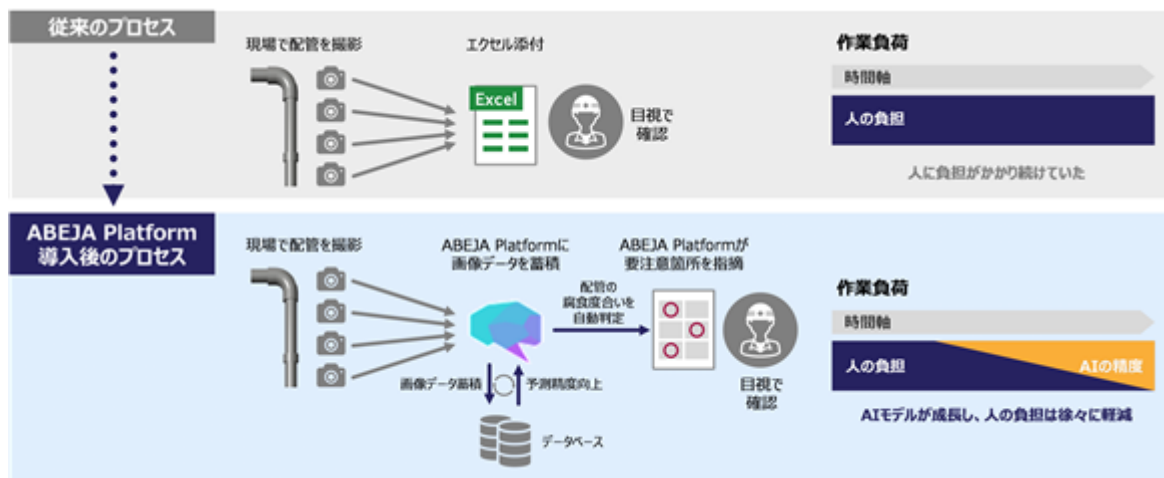 従来のプロセス
現場で配管を撮影
エクセル添付
Excel
目視で
確認
作業負荷
時間軸
人の負担
人に負担がかかり続けていた
ABEJA Platform
導入後のプロセス
現場で配管を撮影
ABEJA Platformに
画像データを蓄積
ABEJA Platformが
要注意箇所を指摘
配管の
腐食度合いを
自動判定
画像データ蓄積
予測精度向上
データベース
目視で
確認
作業負荷
時間軸
人の負担
AIの精度
AIモデルが成長し、人の負担は徐々に軽減